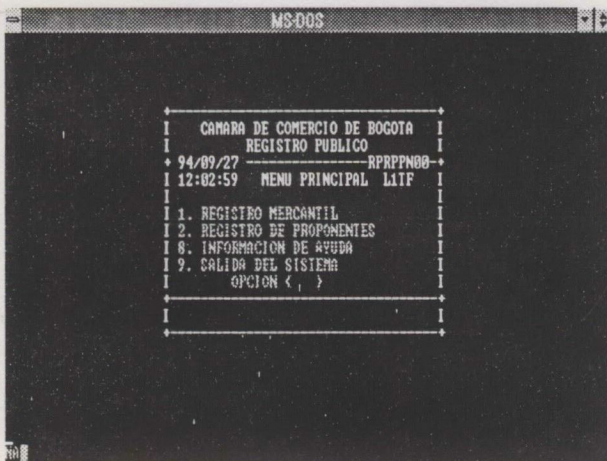 MS-DOS
CAMARA DE COMERCIO DE BOGOTA
REGISTRO PUBLICO
94/09/27 RPRPPN00
12:02:59 MENU PRINCIPAL L1TF
1. REGISTRO MERCANTIL
2. REGISTRO DE PROPONENTES
8. INFORMACION DE AYUDA
9. SALIDA DEL SISTEMA
OPCION < >
MA